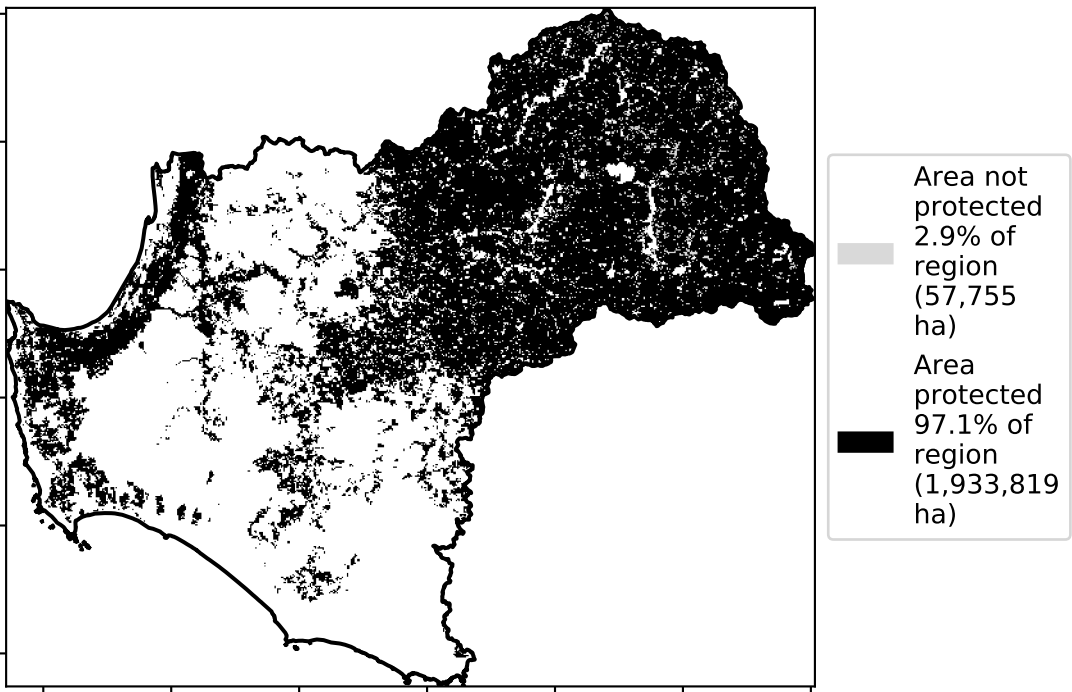 Area not
protected
2.9% of
region
(57,755
ha)
Area
protected
97.1% of
region
(1,933,819
ha)